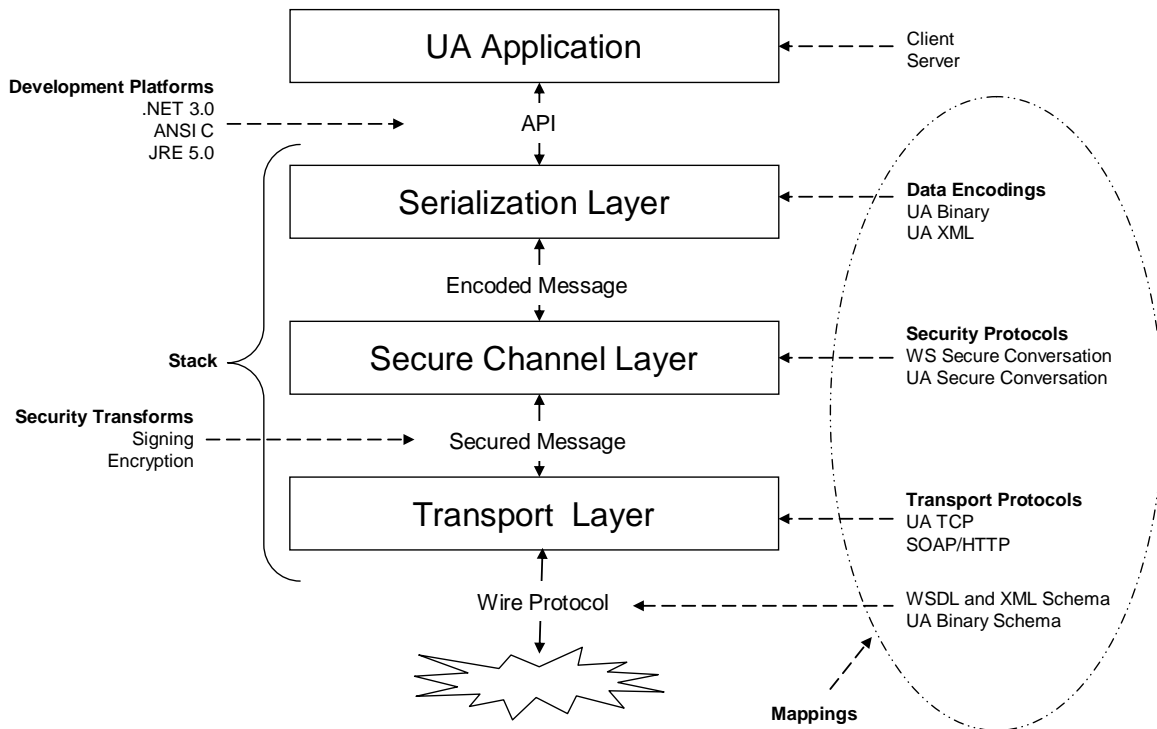 UA Application
Client
Server
Development Platforms
.NET 3.0
ANSI C
JRE 5.0
API
Serialization Layer
Data Encodings
UA Binary
UA XML
Encoded Message
Stack
Secure Channel Layer
Security Protocols
WS Secure Conversation
UA Secure Conversation
Security Transforms
Signing
Encryption
Secured Message
Transport Layer
Transport Protocols
UA TCP
SOAP/HTTP
Wire Protocol
WSDL and XML Schema
UA Binary Schema
Mappings